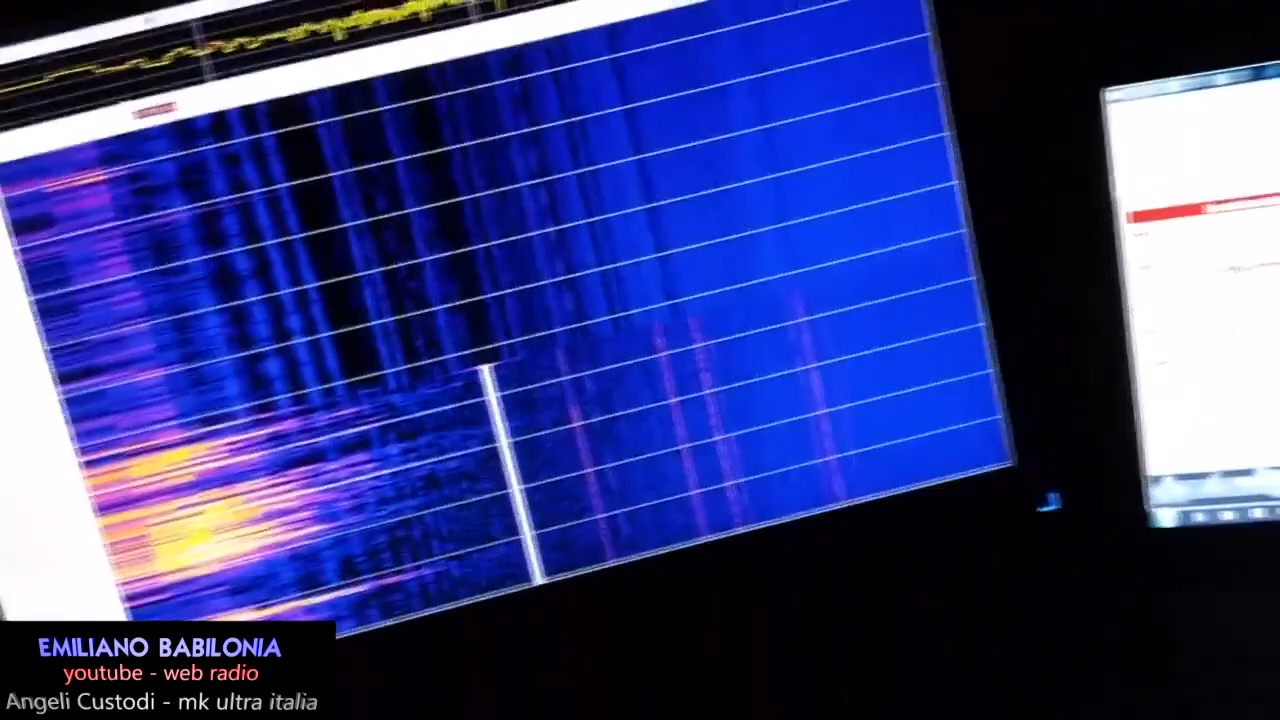 EMILIANO BABILONIA
youtube - web radio
Angeli Custodi - mk ultra italia